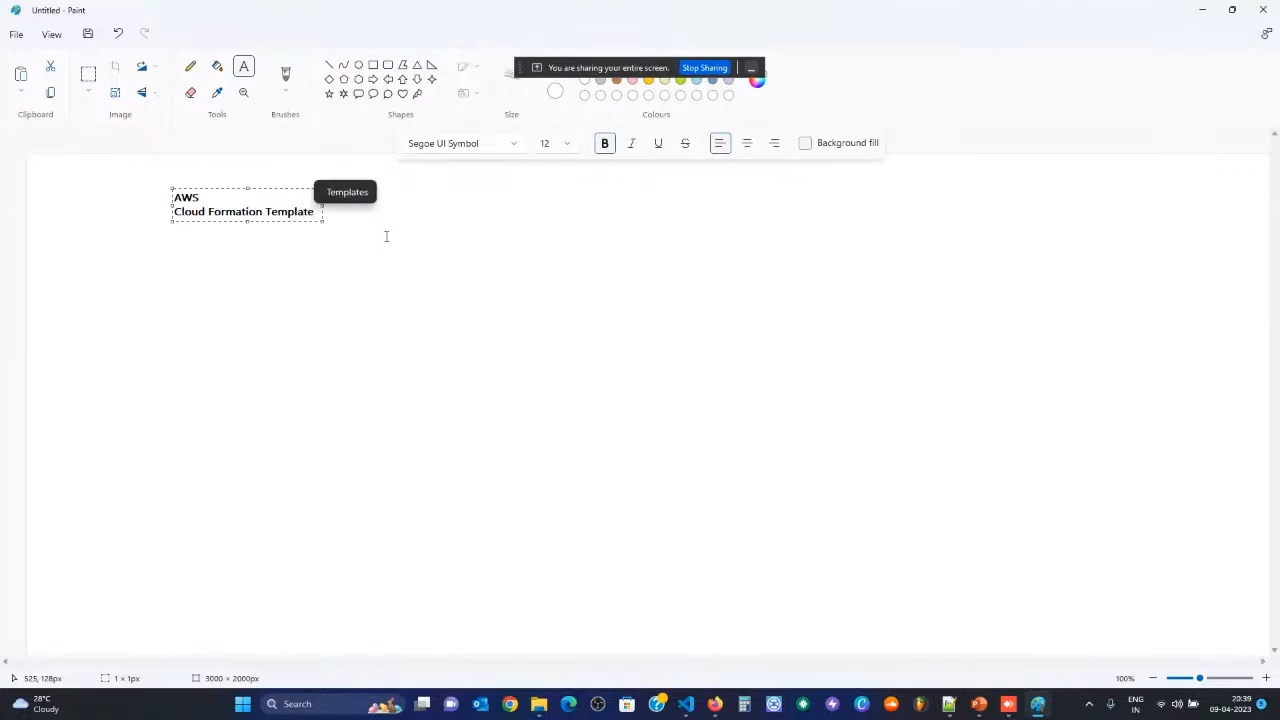 Untitled - Paint
File
View
You are sharing your entire screen.
Stop Sharing
Clipboard
Image
Tools
Brushes
Shapes
Size
Colours
Segoe UI Symbol
12
B
I
U
S
Background fill
AWS
Cloud Formation Template
Templates
525, 128px
1 × 1px
3000 × 2000px
100%
28°C
Cloudy
Search
ENG
IN
20:39
09-04-2023